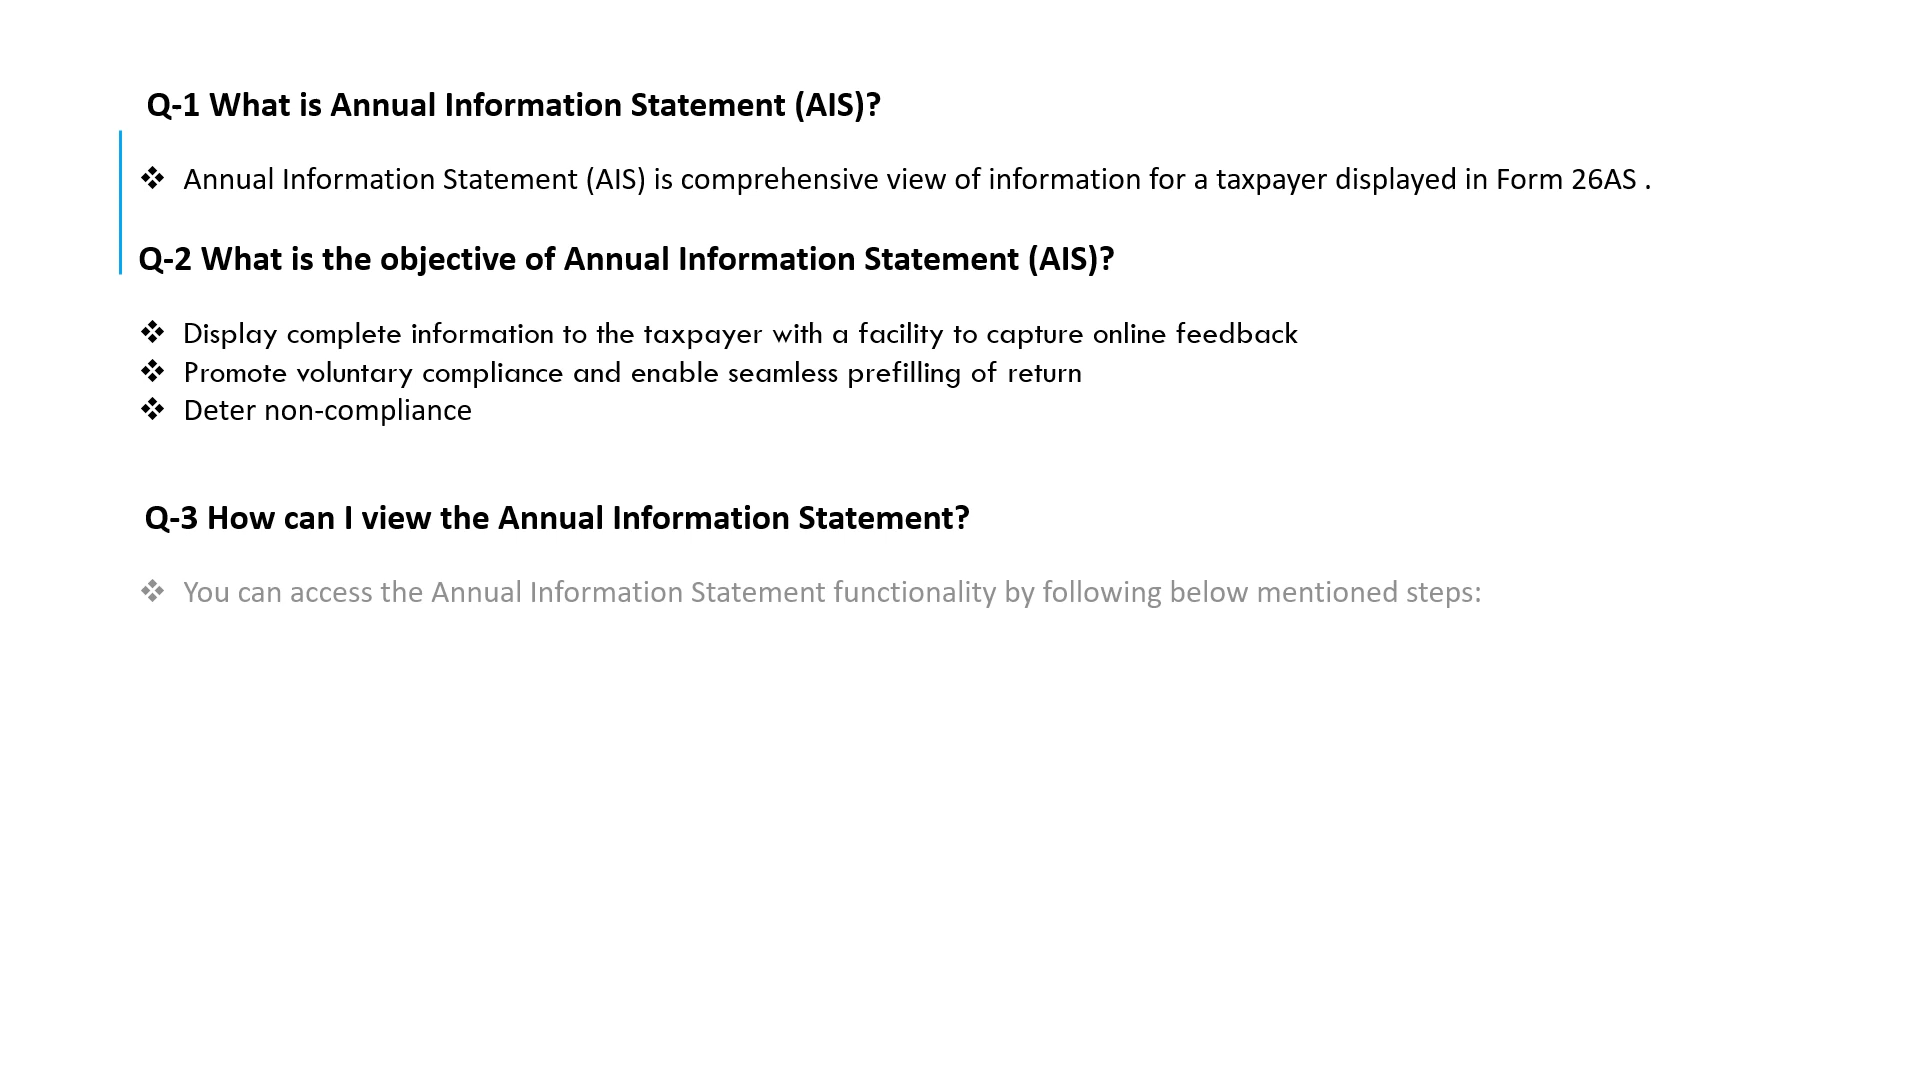 Q-1 What is Annual Information Statement (AIS)?
❖ Annual Information Statement (AIS) is comprehensive view of information for a taxpayer displayed in Form 26AS .
Q-2 What is the objective of Annual Information Statement (AIS)?
❖ Display complete information to the taxpayer with a facility to capture online feedback
❖ Promote voluntary compliance and enable seamless prefilling of return
❖ Deter non-compliance
Q-3 How can I view the Annual Information Statement?
❖ You can access the Annual Information Statement functionality by following below mentioned steps: